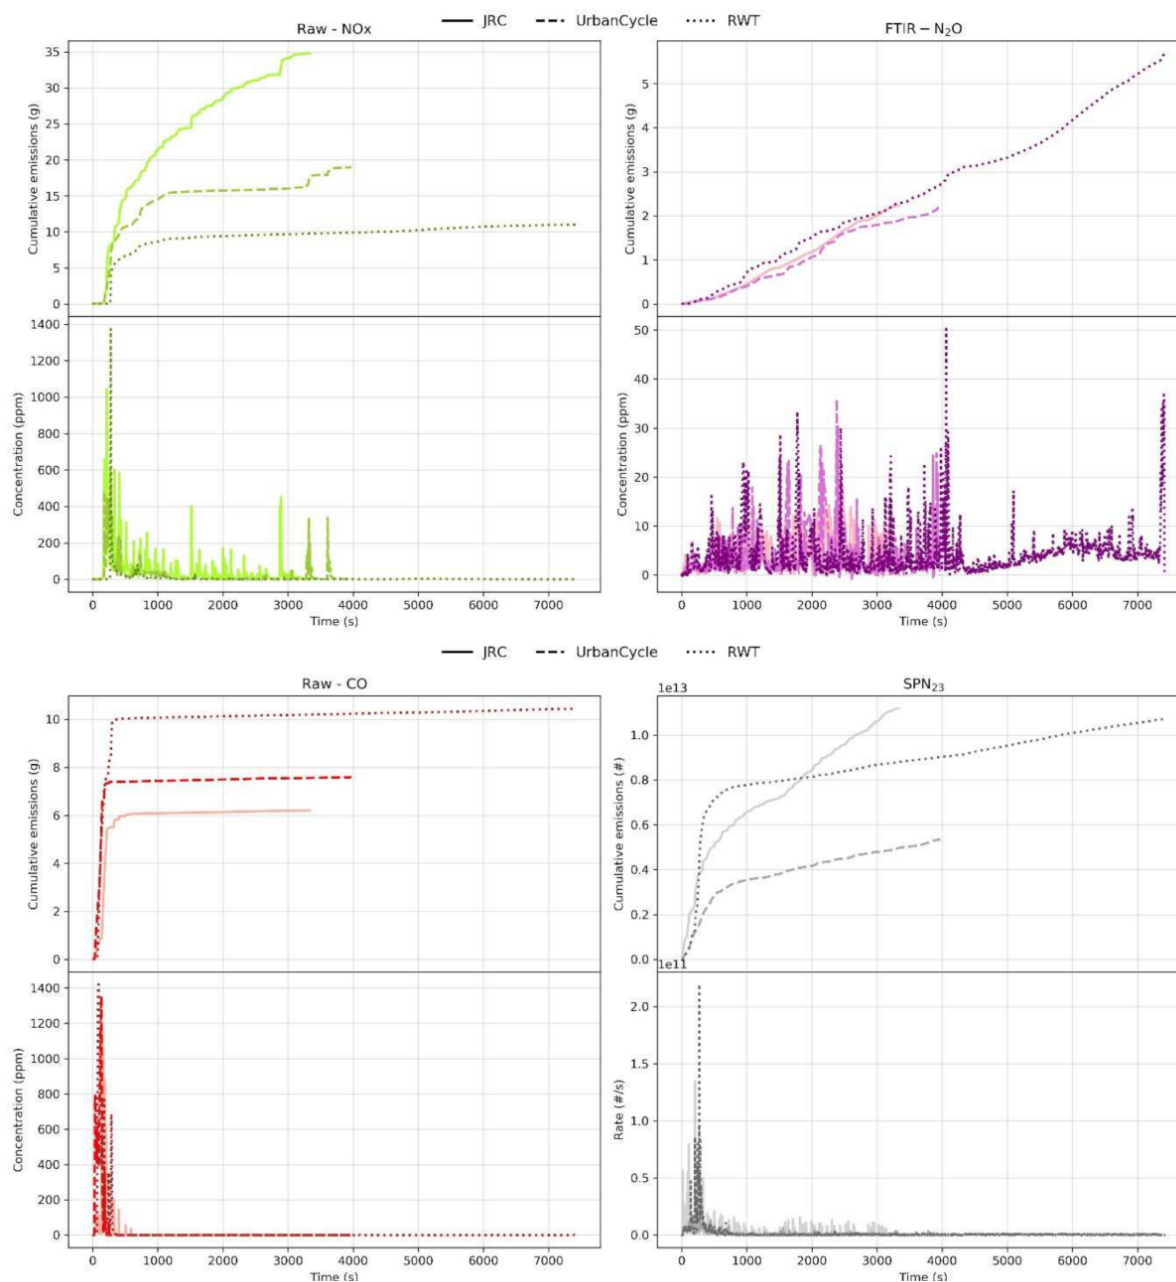 JRC UrbanCycle RWT
Raw - NOx
FTIR – N₂O
35
30
25
20
15
10
5
0
Cumulative emissions (g)
5
4
3
2
1
0
Cumulative emissions (g)
1400
1200
1000
800
600
400
200
0
Concentration (ppm)
50
40
30
20
10
0
Concentration (ppm)
0 1000 2000 3000 4000 5000 6000 7000
Time (s)
0 1000 2000 3000 4000 5000 6000 7000
Time (s)
JRC UrbanCycle RWT
Raw - CO
1e13
SPN₂₃
10
8
6
4
2
0
Cumulative emissions (g)
1.0
0.8
0.6
0.4
0.2
0.0
Cumulative emissions (#)
1400
1200
1000
800
600
400
200
0
Concentration (ppm)
1e11
2.0
1.5
1.0
0.5
0.0
Rate (#/s)
0 1000 2000 3000 4000 5000 6000 7000
Time (s)
0 1000 2000 3000 4000 5000 6000 7000
Time (s)